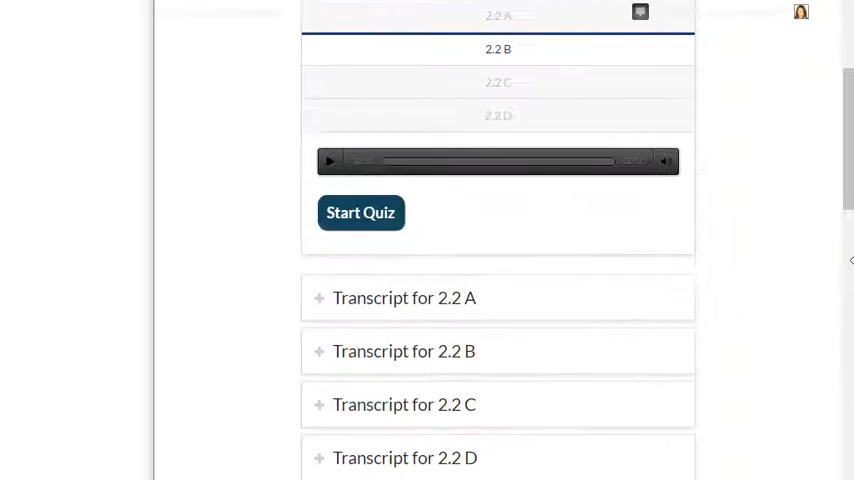 2.2 A
2.2 B
2.2 C
2.2 D
Start Quiz
Transcript for 2.2 A
Transcript for 2.2 B
Transcript for 2.2 C
Transcript for 2.2 D